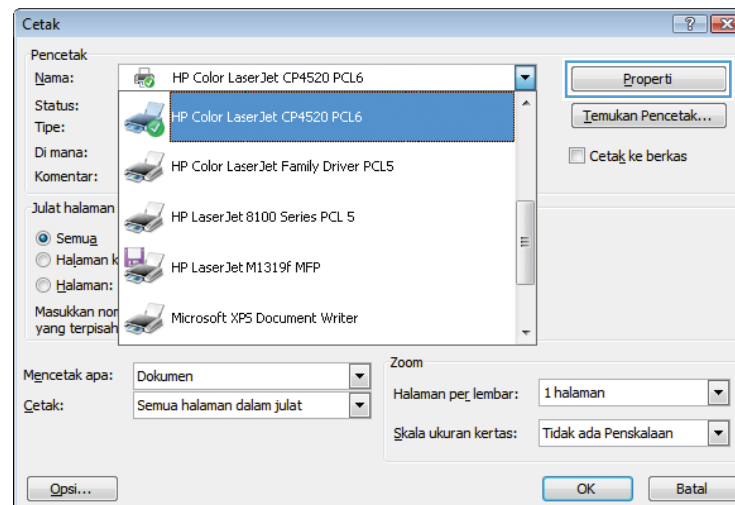 Cetak
Pencetak
Nama: HP Color LaserJet CP4520 PCL6 Properti
Status: HP Color LaserJet CP4520 PCL6 Temukan Pencetak...
Tipe:
Di mana: HP Color LaserJet Family Driver PCL5 Cetak ke berkas
Komentar:
Julat halaman HP LaserJet 8100 Series PCL 5
Semua
Halaman k HP LaserJet M1319f MFP
Halaman:
Masukkan nor Microsoft XPS Document Writer
yang terpisah
Zoom
Mencetak apa: Dokumen Halaman per lembar: 1 halaman
Cetak: Semua halaman dalam julat
Skala ukuran kertas: Tidak ada Penskalaan
Opsi... OK Batal